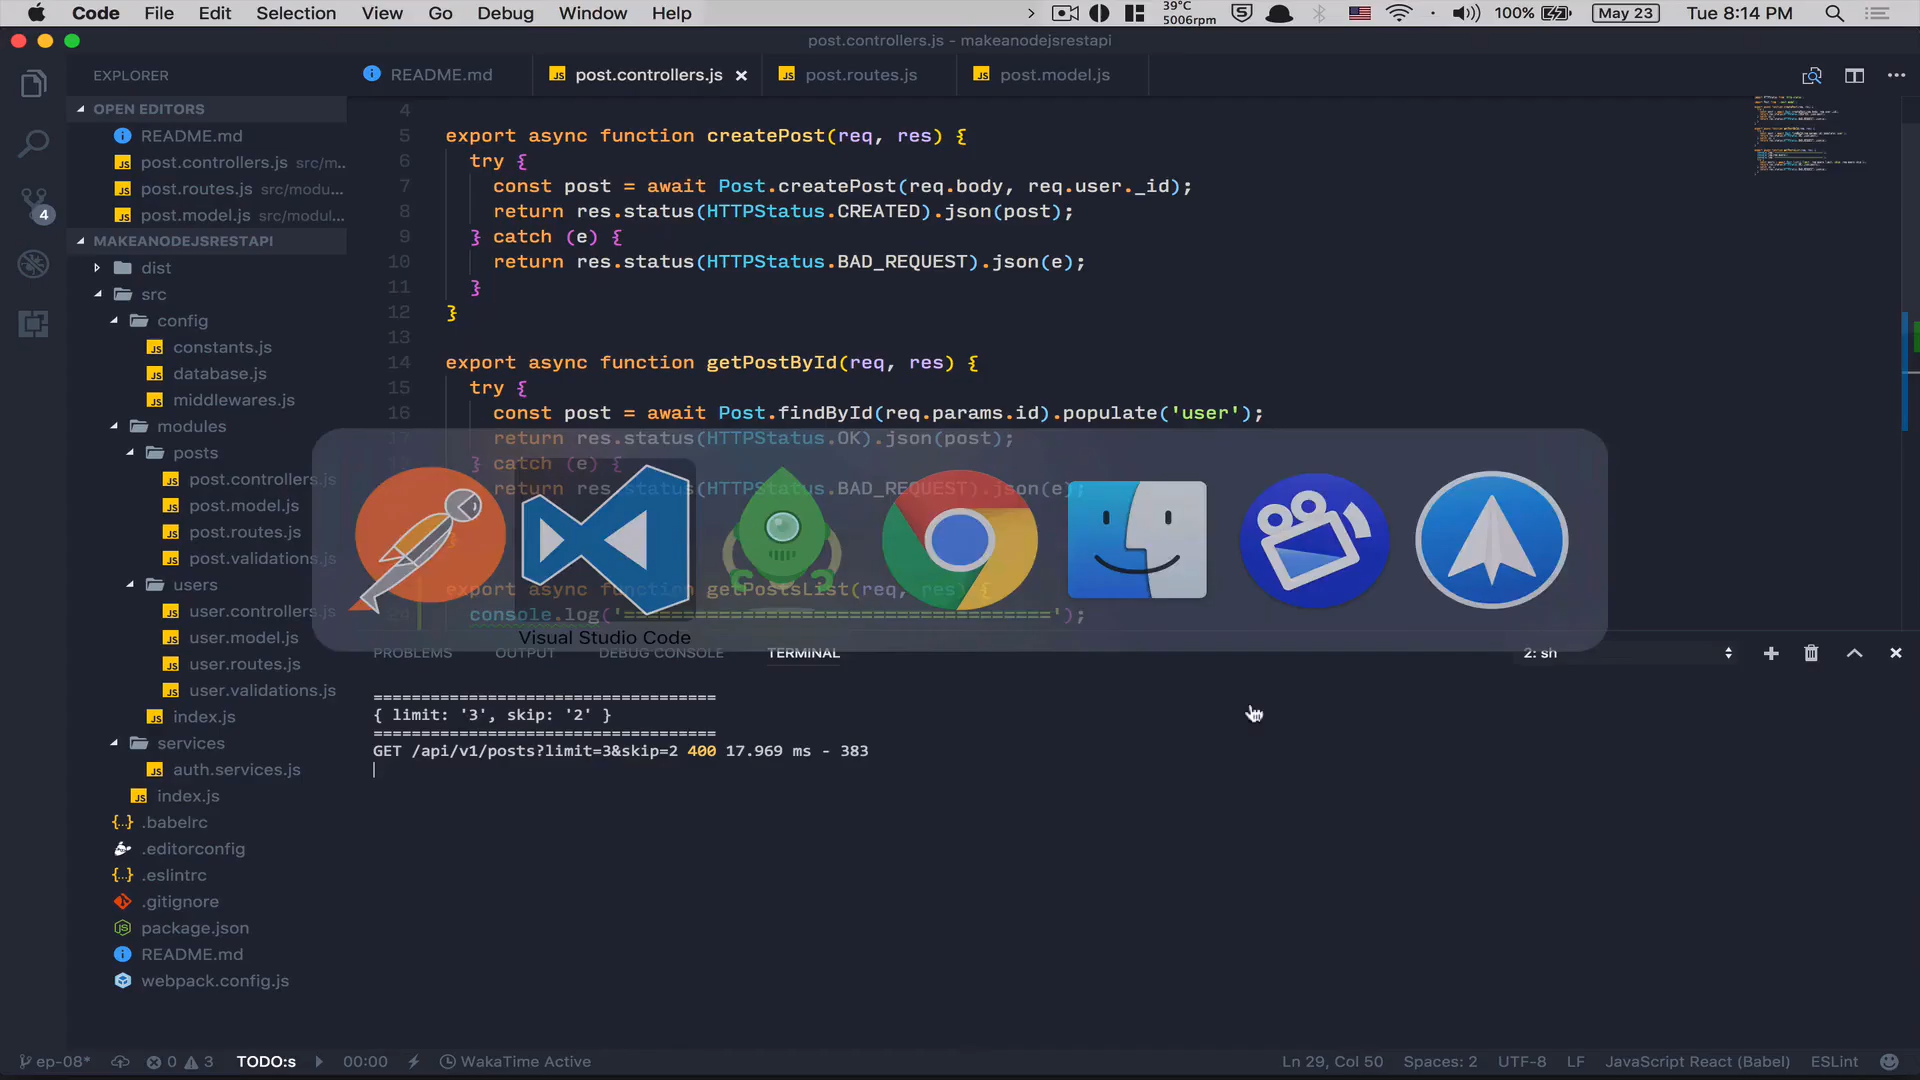 Code File Edit Selection View Go Debug Window Help
39°C
5006rpm
100%
May 23
Tue 8:14 PM
post.controllers.js - makeanodejsrestapi
EXPLORER
README.md
post.controllers.js
post.routes.js
post.model.js
OPEN EDITORS
README.md
post.controllers.js src/m...
post.routes.js src/modu...
post.model.js src/modul...
MAKEANODEJSRESTAPI
dist
src
config
constants.js
database.js
middlewares.js
modules
posts
post.controllers.js
post.model.js
post.routes.js
post.validations.
users
user.controllers.js
user.model.js
user.routes.js
user.validations.js
index.js
services
auth.services.js
index.js
.babelrc
.editorconfig
.eslintrc
.gitignore
package.json
README.md
webpack.config.js
4
4
5 export async function createPost(req, res) {
6 try {
7 const post = await Post.createPost(req.body, req.user._id);
8 return res.status(HTTPStatus.CREATED).json(post);
9 } catch (e) {
10 return res.status(HTTPStatus.BAD_REQUEST).json(e);
11 }
12 }
13
14 export async function getPostById(req, res) {
15 try {
16 const post = await Post.findById(req.params.id).populate('user');
17 return res.status(HTTPStatus.OK).json(post);
} catch (e) {
return res.status(HTTPStatus.BAD_REQUEST).json(e);
export async function getPostsList(req, res) {
console.log('====================================');
Visual Studio Code
PROBLEMS OUTPUT DEBUG CONSOLE TERMINAL
2: sh
====================================
{ limit: '3', skip: '2' }
====================================
GET /api/v1/posts?limit=3&skip=2 400 17.969 ms - 383
ep-08* 0 3 TODO:s 00:00 WakaTime Active
Ln 29, Col 50 Spaces: 2 UTF-8 LF JavaScript React (Babel) ESLint